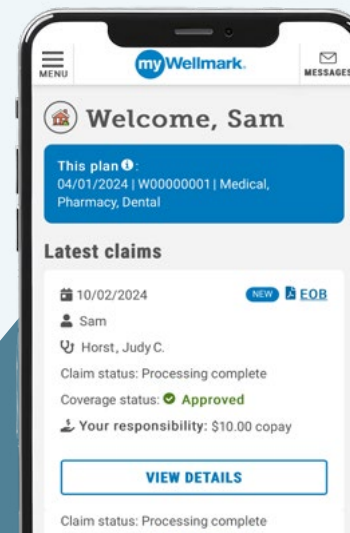 MENU
myWellmark.
MESSAGES
Welcome, Sam
This plan:
04/01/2024 | W00000001 | Medical,
Pharmacy, Dental
Latest claims
10/02/2024
NEW
EOB
Sam
Horst, Judy C.
Claim status: Processing complete
Coverage status: Approved
Your responsibility: $10.00 copay
VIEW DETAILS
Claim status: Processing complete